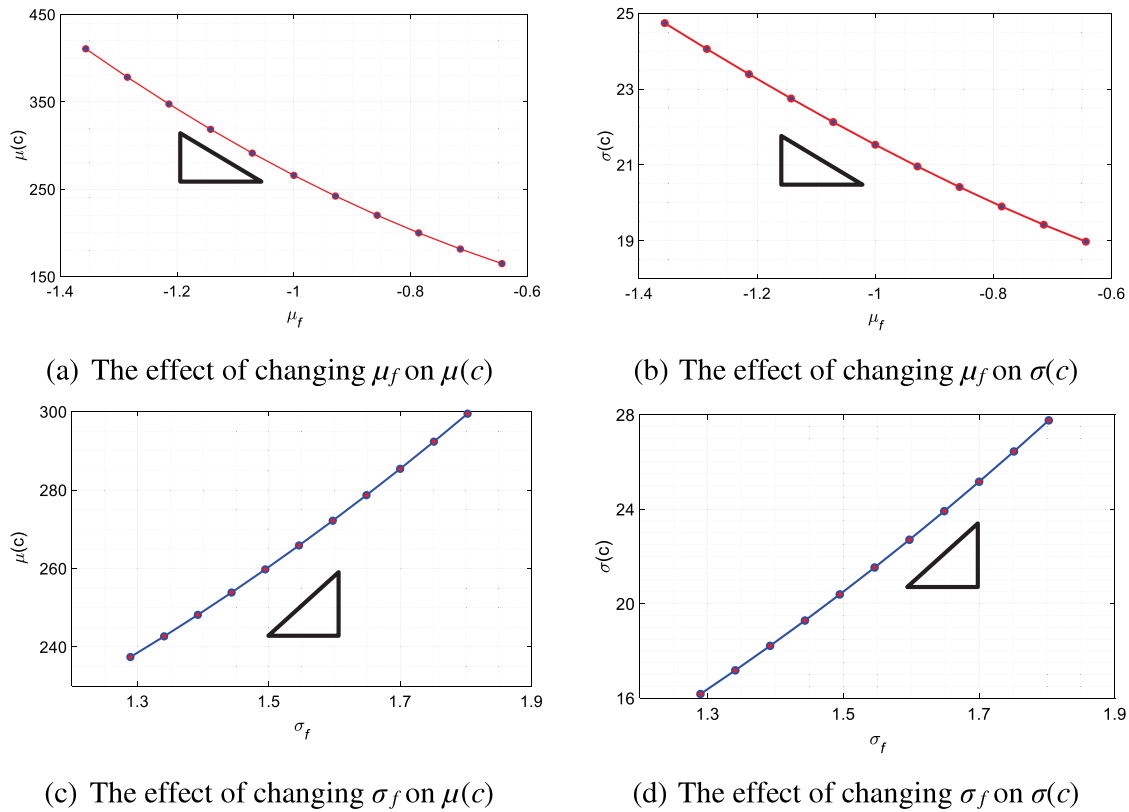 450
350
250
150
μ(c)
-1.4 -1.2 -1 -0.8 -0.6
μf
25
23
21
19
σ(c)
-1.4 -1.2 -1 -0.8 -0.6
μf
(a) The effect of changing μf on μ(c)
(b) The effect of changing μf on σ(c)
300
280
260
240
μ(c)
1.3 1.5 1.7 1.9
σf
28
24
20
16
σ(c)
1.3 1.5 1.7 1.9
σf
(c) The effect of changing σf on μ(c)
(d) The effect of changing σf on σ(c)